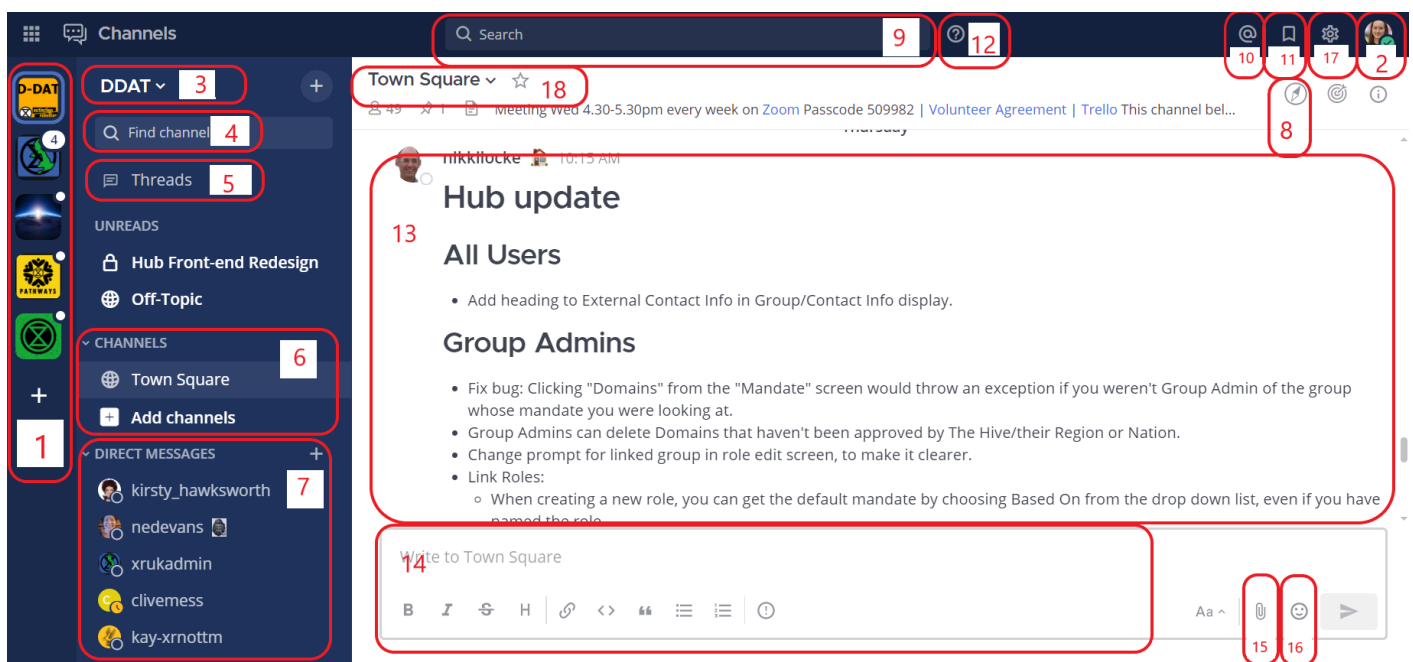 Channels
Search
9
12
10
11
17
2
D-DAT
DDAT
3
+
Town Square
18
49
1
Meeting Wed 4.30-5.30pm every week on Zoom Passcode 509982 | Volunteer Agreement | Trello This channel bel...
8
4
Find channel
4
Threads
5
Thursday
nikkilocke 10:15 AM
Hub update
13
All Users
• Add heading to External Contact Info in Group/Contact Info display.
Group Admins
• Fix bug: Clicking "Domains" from the "Mandate" screen would throw an exception if you weren't Group Admin of the group
whose mandate you were looking at.
• Group Admins can delete Domains that haven't been approved by The Hive/their Region or Nation.
• Change prompt for linked group in role edit screen, to make it clearer.
• Link Roles:
◦ When creating a new role, you can get the default mandate by choosing Based On from the drop down list, even if you have
named the role
UNREADS
Hub Front-end Redesign
Off-Topic
PATHWAYS
CHANNELS
6
Town Square
+ Add channels
+
1
DIRECT MESSAGES +
7
kirsty_hawksworth
nedevans
xrukadmin
clivemess
kay-xrnottm
Write to Town Square
14
B I S H
Aa
15
16